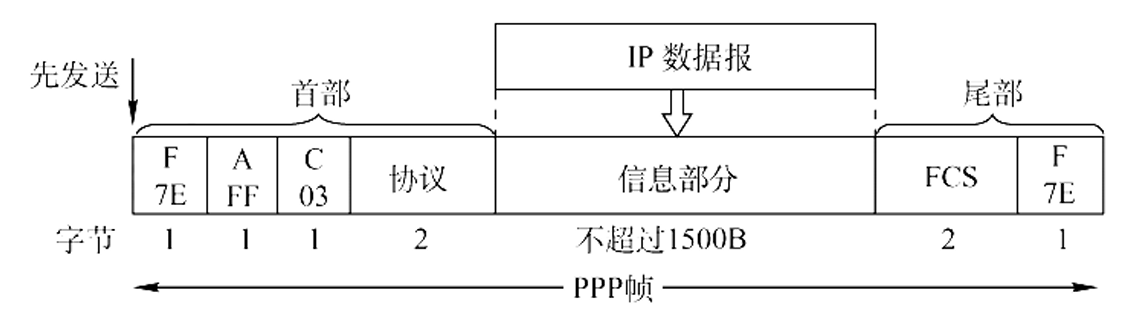 IP 数据报
先发送
首部
尾部
F A C F
7E FF 03 协议 信息部分 FCS 7E
字节 1 1 1 2 不超过1500B 2 1
PPP帧